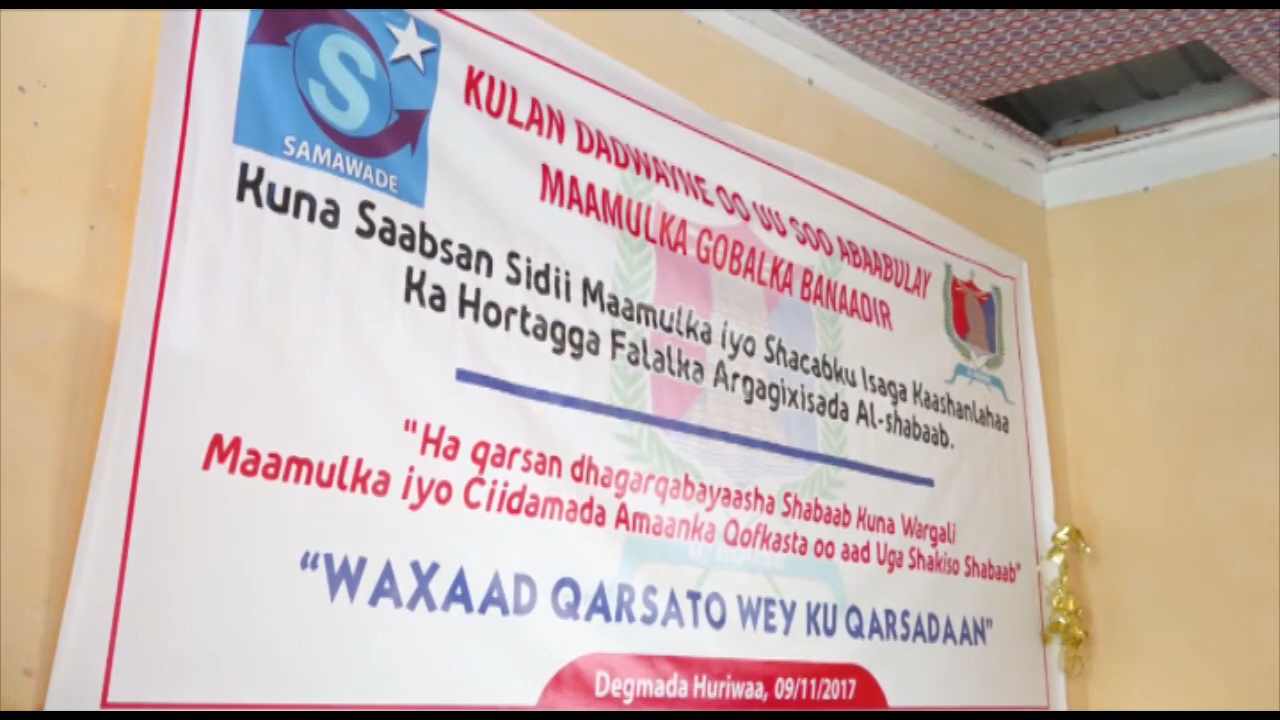 S
SAMAWADE
KULAN DADWAYNE OO UU SOO ABAABULAY
MAAMULKA GOBALKA BANAADIR
Kuna Saabsan Sidii Maamulka iyo Shacabku Isaga KaashanLahaa
Ka Hortagga Falalka Argagixisada Al-shabaab.
"Ha qarsan dhagarqabayaasha Shabaab Kuna Wargali
Maamulka iyo Ciidamada Amaanka Qofkasta oo aad Uga Shakiso Shabaab"
“WAXAAD QARSATO WEY KU QARSADAAN”
Degmada Huriwaa, 09/11/2017